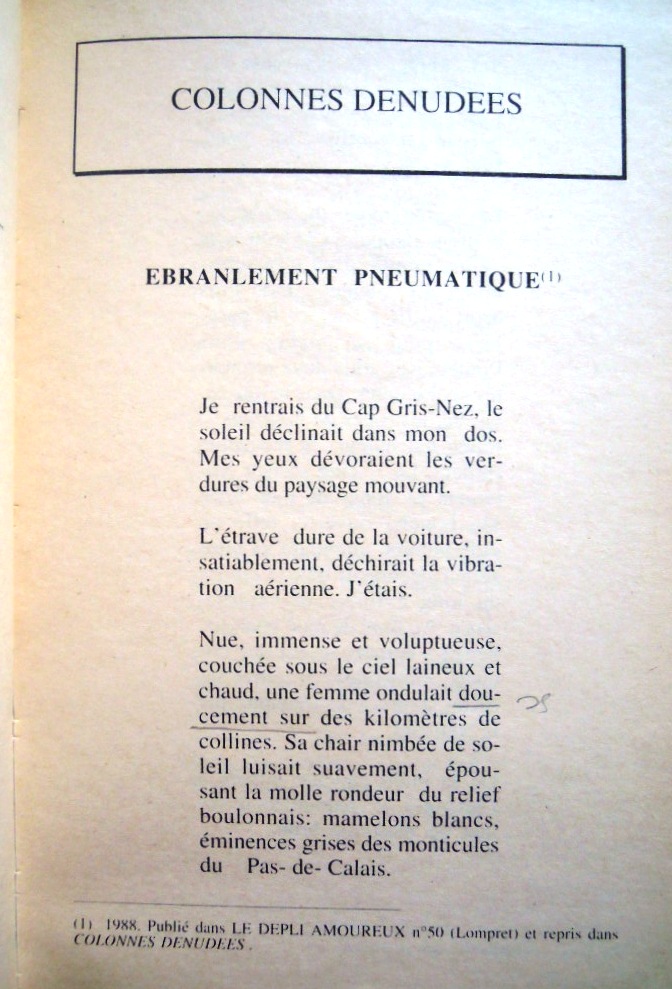 COLONNES DENUDEES
EBRANLEMENT PNEUMATIQUE(1)
Je rentrais du Cap Gris-Nez, le
soleil déclinait dans mon dos.
Mes yeux dévoraient les ver-
dures du paysage mouvant.
L'étrave dure de la voiture, in-
satiablement, déchirait la vibra-
tion aérienne. J'étais.
Nue, immense et voluptueuse,
couchée sous le ciel laineux et
chaud, une femme ondulait dou-
cement sur des kilomètres de
collines. Sa chair nimbée de so-
leil luisait suavement, épou-
sant la molle rondeur du relief
boulonnais: mamelons blancs,
éminences grises des monticules
du Pas- de- Calais.
(1) 1988. Publié dans LE DEPLI AMOUREUX n°50 (Lompret) et repris dans
COLONNES DENUDEES.